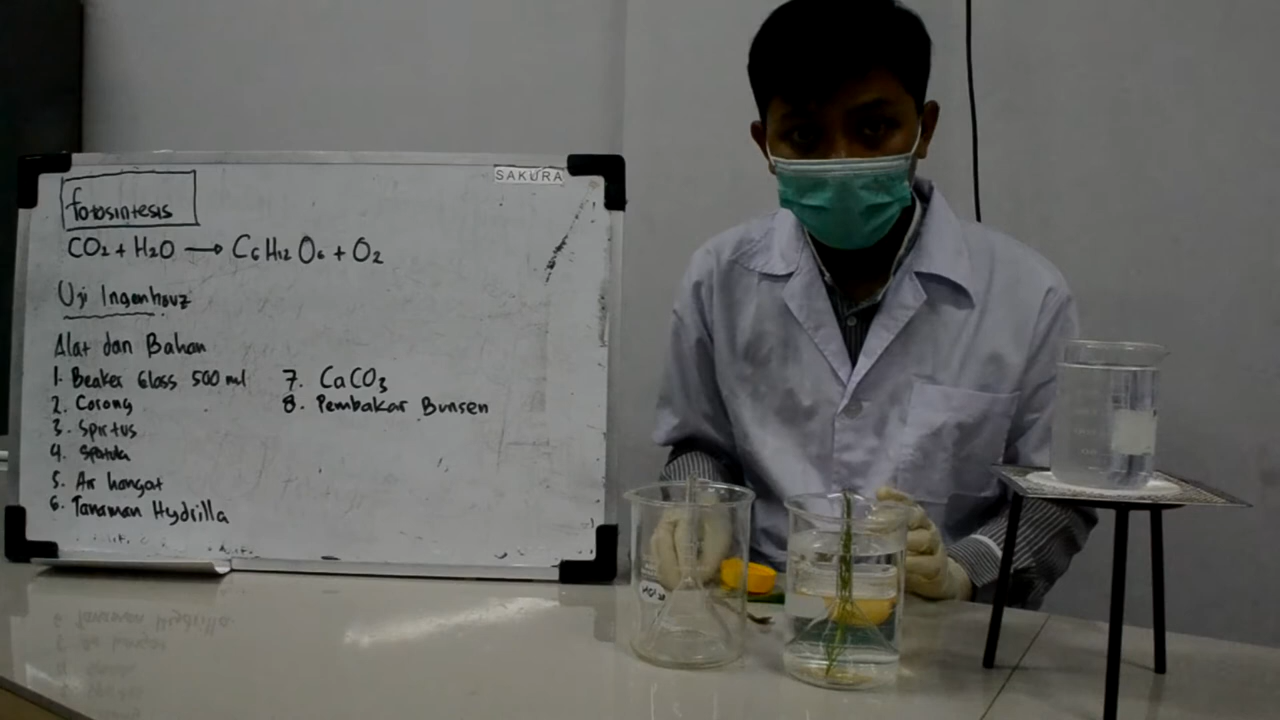 SAKURA
fotosintesis
CO₂ + H₂O → C₆H₁₂O₆ + O₂
Uji Ingenhouz
Alat dan Bahan
1. Beaker Glass 500 ml
2. Corong
3. Spirtus
4. Spatula
5. Air hangat
6. Tanaman Hydrilla
7. CaCO₃
8. Pembakar Bunsen